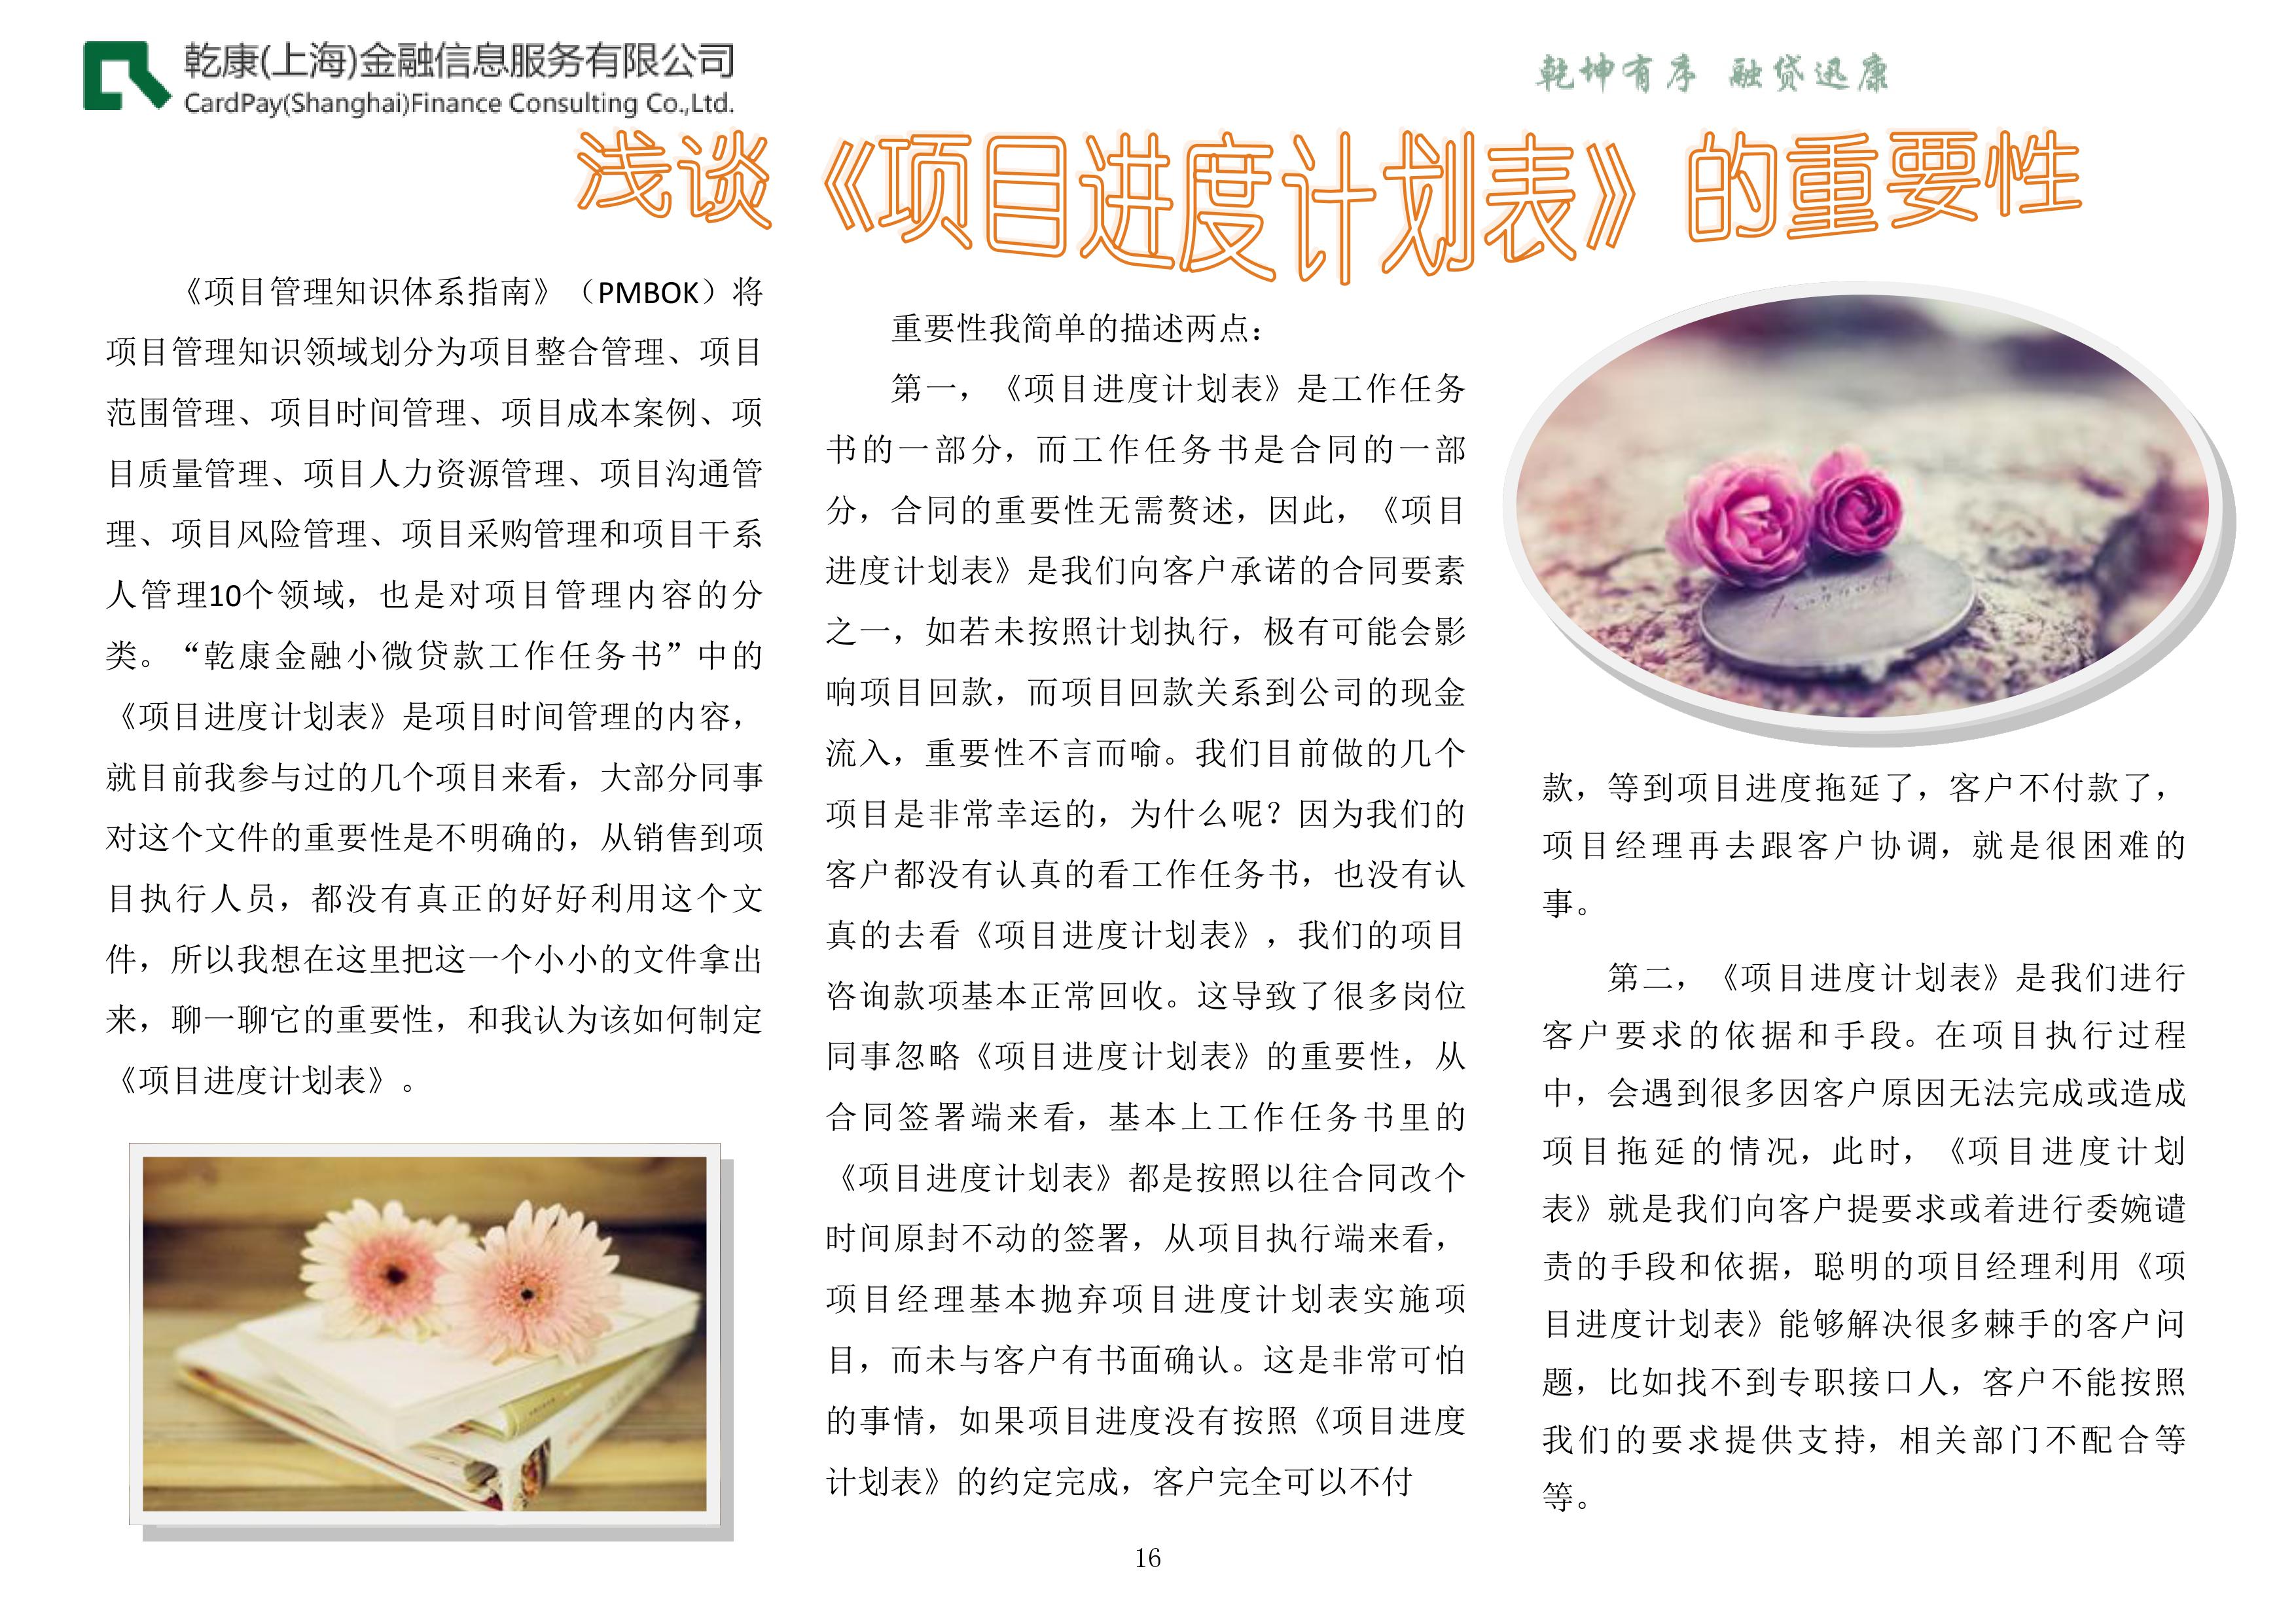 乾康(上海)金融信息服务有限公司
CardPay(Shanghai)Finance Consulting Co.,Ltd.
乾坤有序 融贷迅康
浅谈《项目进度计划表》的重要性
《项目管理知识体系指南》（PMBOK）将
项目管理知识领域划分为项目整合管理、项目
范围管理、项目时间管理、项目成本案例、项
目质量管理、项目人力资源管理、项目沟通管
理、项目风险管理、项目采购管理和项目干系
人管理10个领域，也是对项目管理内容的分
类。“乾康金融小微贷款工作任务书”中的
《项目进度计划表》是项目时间管理的内容，
就目前我参与过的几个项目来看，大部分同事
对这个文件的重要性是不明确的，从销售到项
目执行人员，都没有真正的好好利用这个文
件，所以我想在这里把这一个小小的文件拿出
来，聊一聊它的重要性，和我认为该如何制定
《项目进度计划表》。
重要性我简单的描述两点：
第一，《项目进度计划表》是工作任务
书的一部分，而工作任务书是合同的一部
分，合同的重要性无需赘述，因此，《项目
进度计划表》是我们向客户承诺的合同要素
之一，如若未按照计划执行，极有可能会影
响项目回款，而项目回款关系到公司的现金
流入，重要性不言而喻。我们目前做的几个
项目是非常幸运的，为什么呢？因为我们的
客户都没有认真的看工作任务书，也没有认
真的去看《项目进度计划表》，我们的项目
咨询款项基本正常回收。这导致了很多岗位
同事忽略《项目进度计划表》的重要性，从
合同签署端来看，基本上工作任务书里的
《项目进度计划表》都是按照以往合同改个
时间原封不动的签署，从项目执行端来看，
项目经理基本抛弃项目进度计划表实施项
目，而未与客户有书面确认。这是非常可怕
的事情，如果项目进度没有按照《项目进度
计划表》的约定完成，客户完全可以不付
款，等到项目进度拖延了，客户不付款了，
项目经理再去跟客户协调，就是很困难的
事。
第二，《项目进度计划表》是我们进行
客户要求的依据和手段。在项目执行过程
中，会遇到很多因客户原因无法完成或造成
项目拖延的情况，此时，《项目进度计划
表》就是我们向客户提要求或着进行委婉谴
责的手段和依据，聪明的项目经理利用《项
目进度计划表》能够解决很多棘手的客户问
题，比如找不到专职接口人，客户不能按照
我们的要求提供支持，相关部门不配合等
等。
16